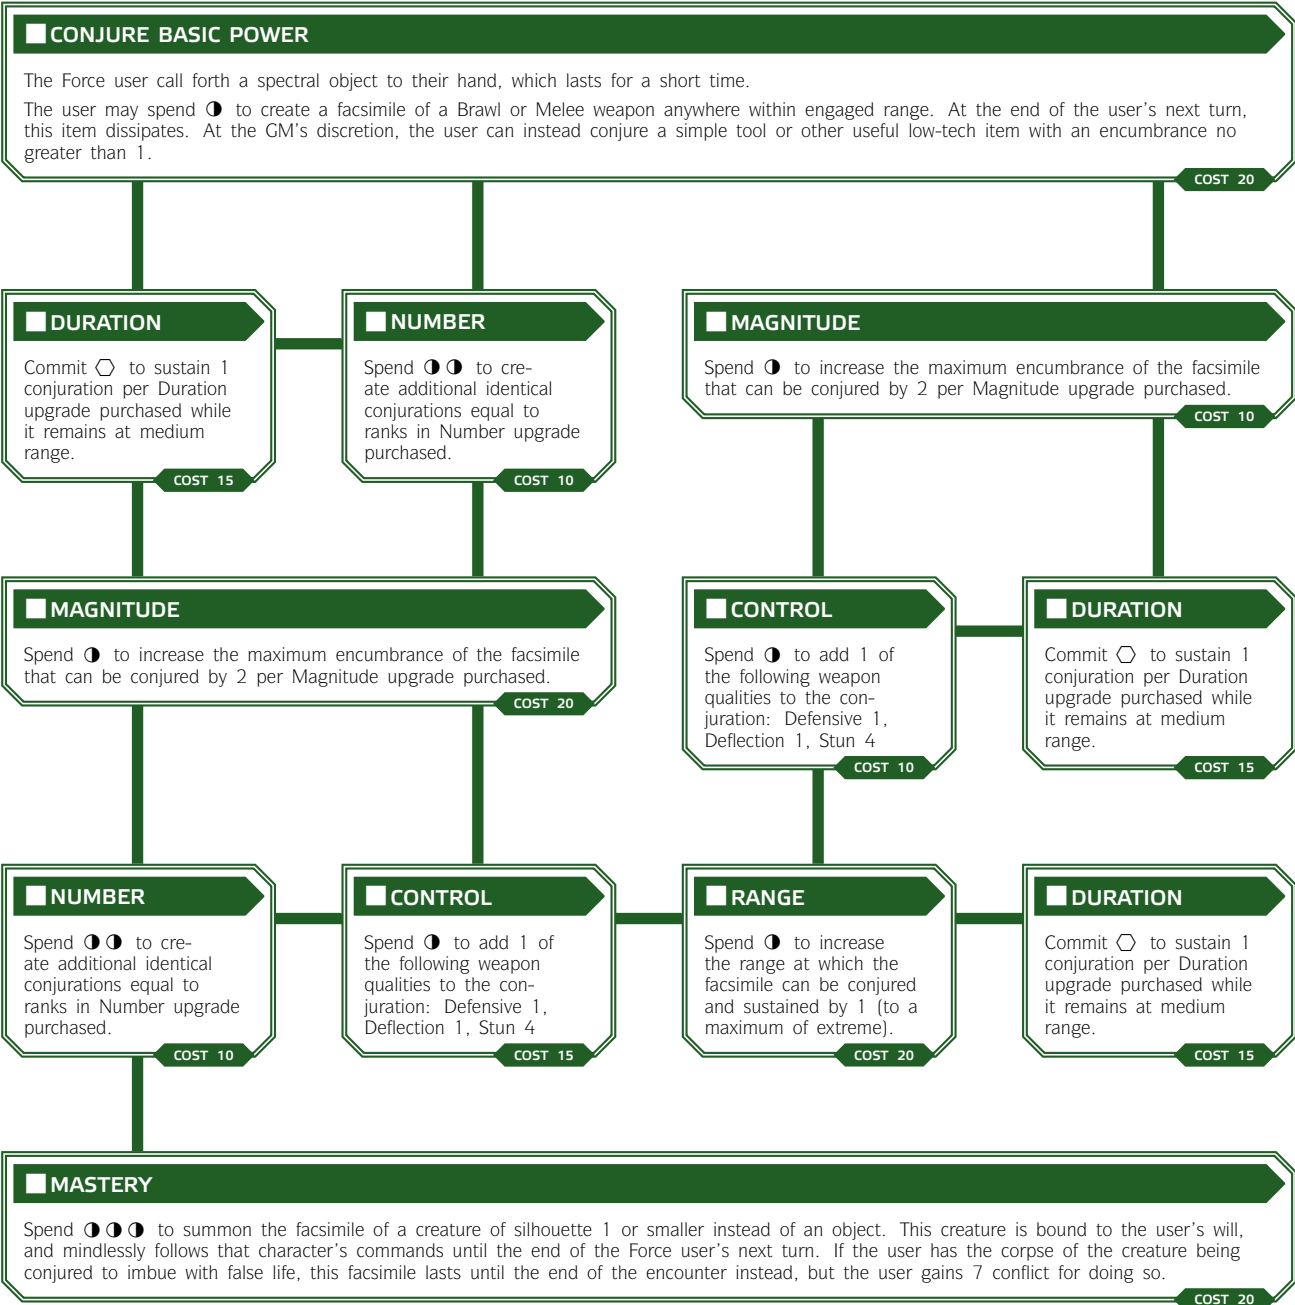 CONJURE BASIC POWER
The Force user call forth a spectral object to their hand, which lasts for a short time.
The user may spend ◑ to create a facsimile of a Brawl or Melee weapon anywhere within engaged range. At the end of the user's next turn,
this item dissipates. At the GM's discretion, the user can instead conjure a simple tool or other useful low-tech item with an encumbrance no
greater than 1.
COST 20
DURATION
Commit ⬡ to sustain 1
conjuration per Duration
upgrade purchased while
it remains at medium
range.
COST 15
NUMBER
Spend ◑◑ to cre-
ate additional identical
conjurations equal to
ranks in Number upgrade
purchased.
COST 10
MAGNITUDE
Spend ◑ to increase the maximum encumbrance of the facsimile
that can be conjured by 2 per Magnitude upgrade purchased.
COST 10
MAGNITUDE
Spend ◑ to increase the maximum encumbrance of the facsimile
that can be conjured by 2 per Magnitude upgrade purchased.
COST 20
CONTROL
Spend ◑ to add 1 of
the following weapon
qualities to the con-
juration: Defensive 1,
Deflection 1, Stun 4
COST 10
DURATION
Commit ⬡ to sustain 1
conjuration per Duration
upgrade purchased while
it remains at medium
range.
COST 15
NUMBER
Spend ◑◑ to cre-
ate additional identical
conjurations equal to
ranks in Number upgrade
purchased.
COST 10
CONTROL
Spend ◑ to add 1 of
the following weapon
qualities to the con-
juration: Defensive 1,
Deflection 1, Stun 4
COST 15
RANGE
Spend ◑ to increase
the range at which the
facsimile can be conjured
and sustained by 1 (to a
maximum of extreme).
COST 20
DURATION
Commit ⬡ to sustain 1
conjuration per Duration
upgrade purchased while
it remains at medium
range.
COST 15
MASTERY
Spend ◑◑◑ to summon the facsimile of a creature of silhouette 1 or smaller instead of an object. This creature is bound to the user's will,
and mindlessly follows that character's commands until the end of the Force user's next turn. If the user has the corpse of the creature being
conjured to imbue with false life, this facsimile lasts until the end of the encounter instead, but the user gains 7 conflict for doing so.
COST 20